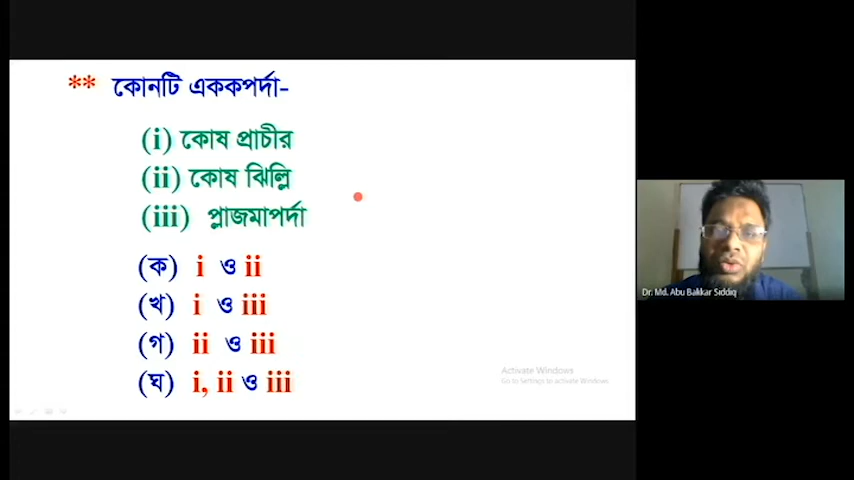 ** কোনটি এককপর্দা-
(i) কোষ প্রাচীর
(ii) কোষ ঝিল্লি
(iii) প্লাজমাপর্দা
(ক) i ও ii
(খ) i ও iii
(গ) ii ও iii
(ঘ) i, ii ও iii
Activate Windows
Go to Settings to activate Windows.
Dr. Md. Abu Bakkar Siddiq